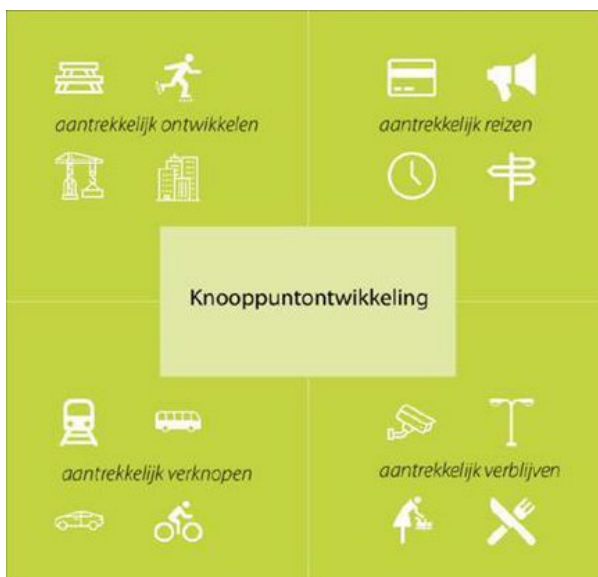 aantrekkelijk ontwikkelen
aantrekkelijk reizen
Knooppuntontwikkeling
aantrekkelijk verknopen
aantrekkelijk verblijven